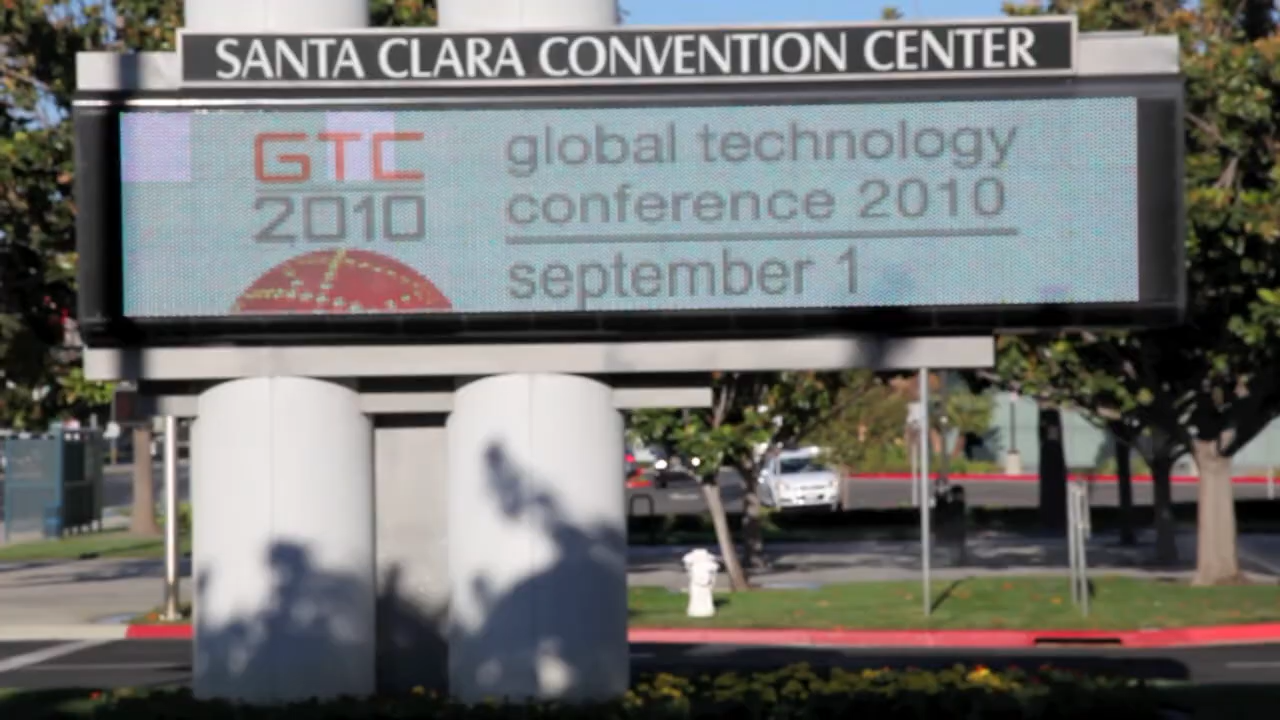 SANTA CLARA CONVENTION CENTER
GTC
2010
global technology
conference 2010
september 1